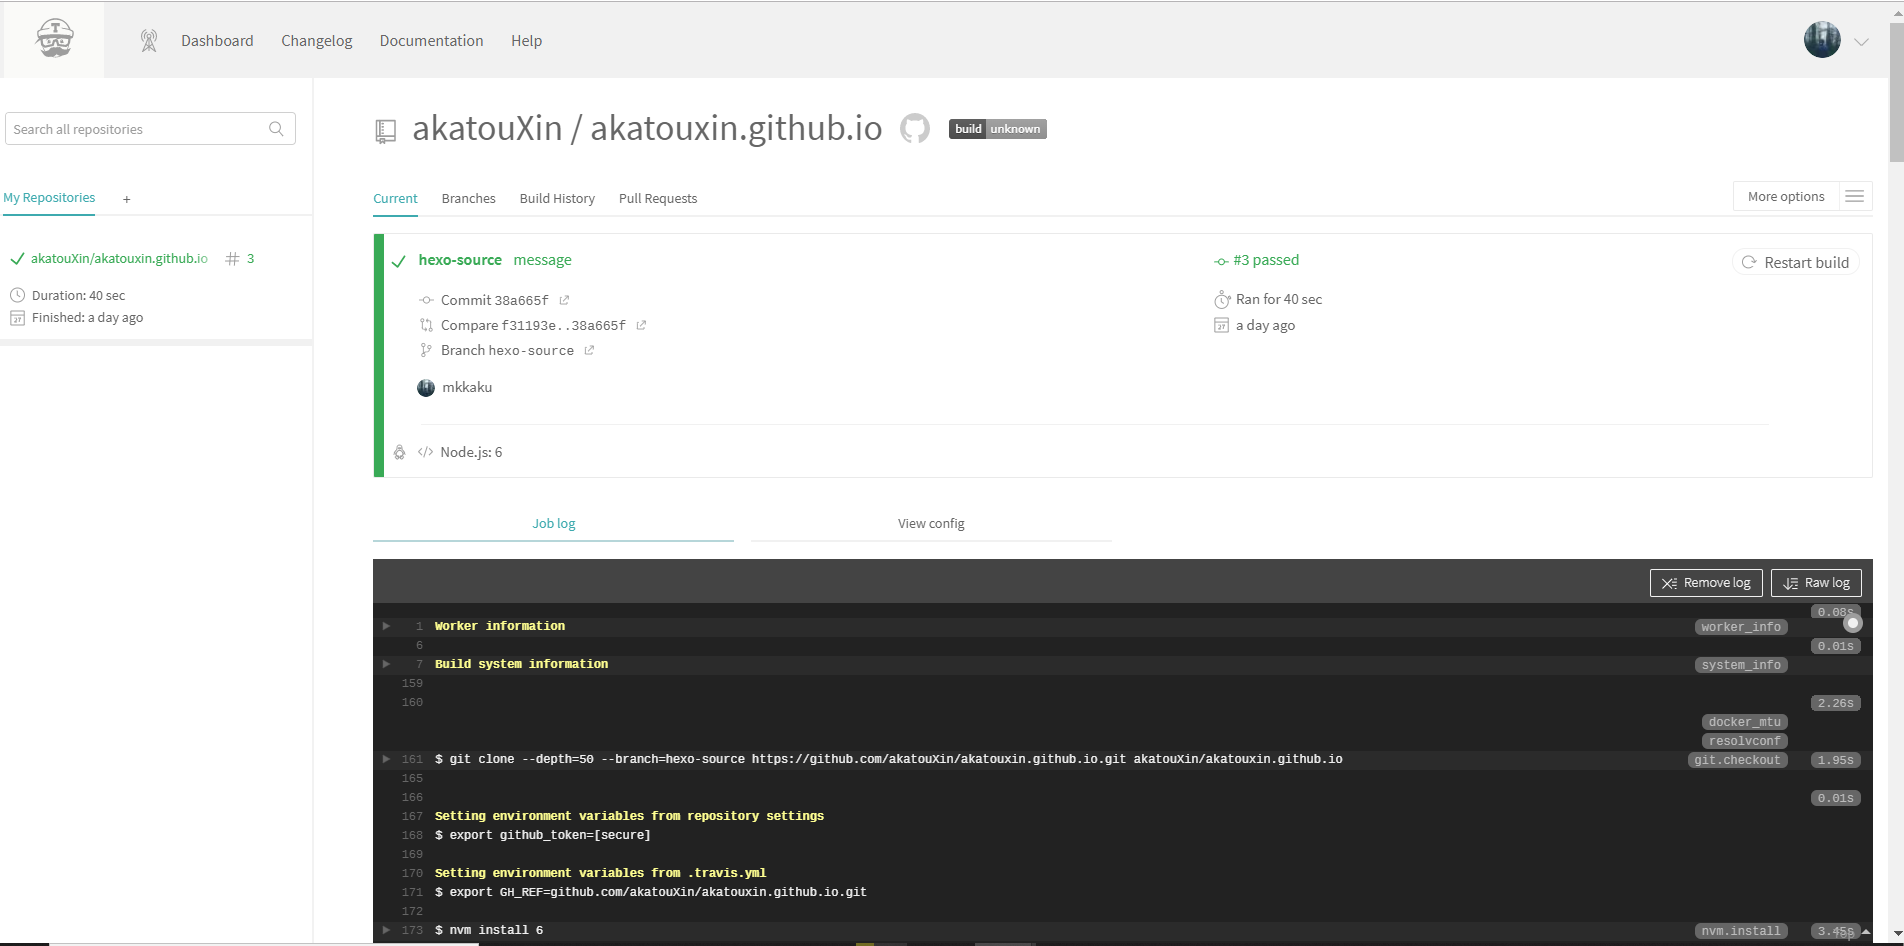 Dashboard Changelog Documentation Help
Search all repositories
My Repositories +
akatouXin/akatouxin.github.io # 3
Duration: 40 sec
Finished: a day ago
akatouXin / akatouxin.github.io build unknown
Current Branches Build History Pull Requests More options
hexo-source message #3 passed Restart build
Commit 38a665f Ran for 40 sec
Compare f31193e..38a665f a day ago
Branch hexo-source
mkkaku
</> Node.js: 6
Job log View config
Remove log Raw log
0.08s
1 Worker information worker_info
6 0.01s
7 Build system information system_info
159
160 2.26s
docker_mtu
resolvconf
161 $ git clone --depth=50 --branch=hexo-source https://github.com/akatouXin/akatouxin.github.io.git akatouXin/akatouxin.github.io git.checkout 1.95s
165
166 0.01s
167 Setting environment variables from repository settings
168 $ export github_token=[secure]
169
170 Setting environment variables from .travis.yml
171 $ export GH_REF=github.com/akatouXin/akatouxin.github.io.git
172
173 $ nvm install 6 nvm.install 3.45s
Top